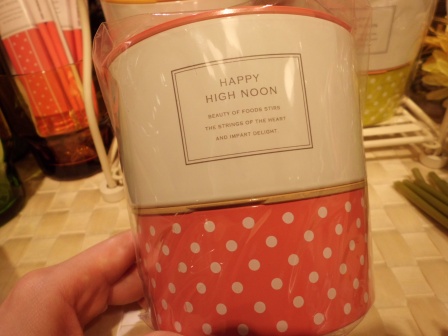 HAPPY
HIGH NOON
BEAUTY OF FOODS STIRS
THE STRINGS OF THE HEART
AND IMPART DELIGHT.